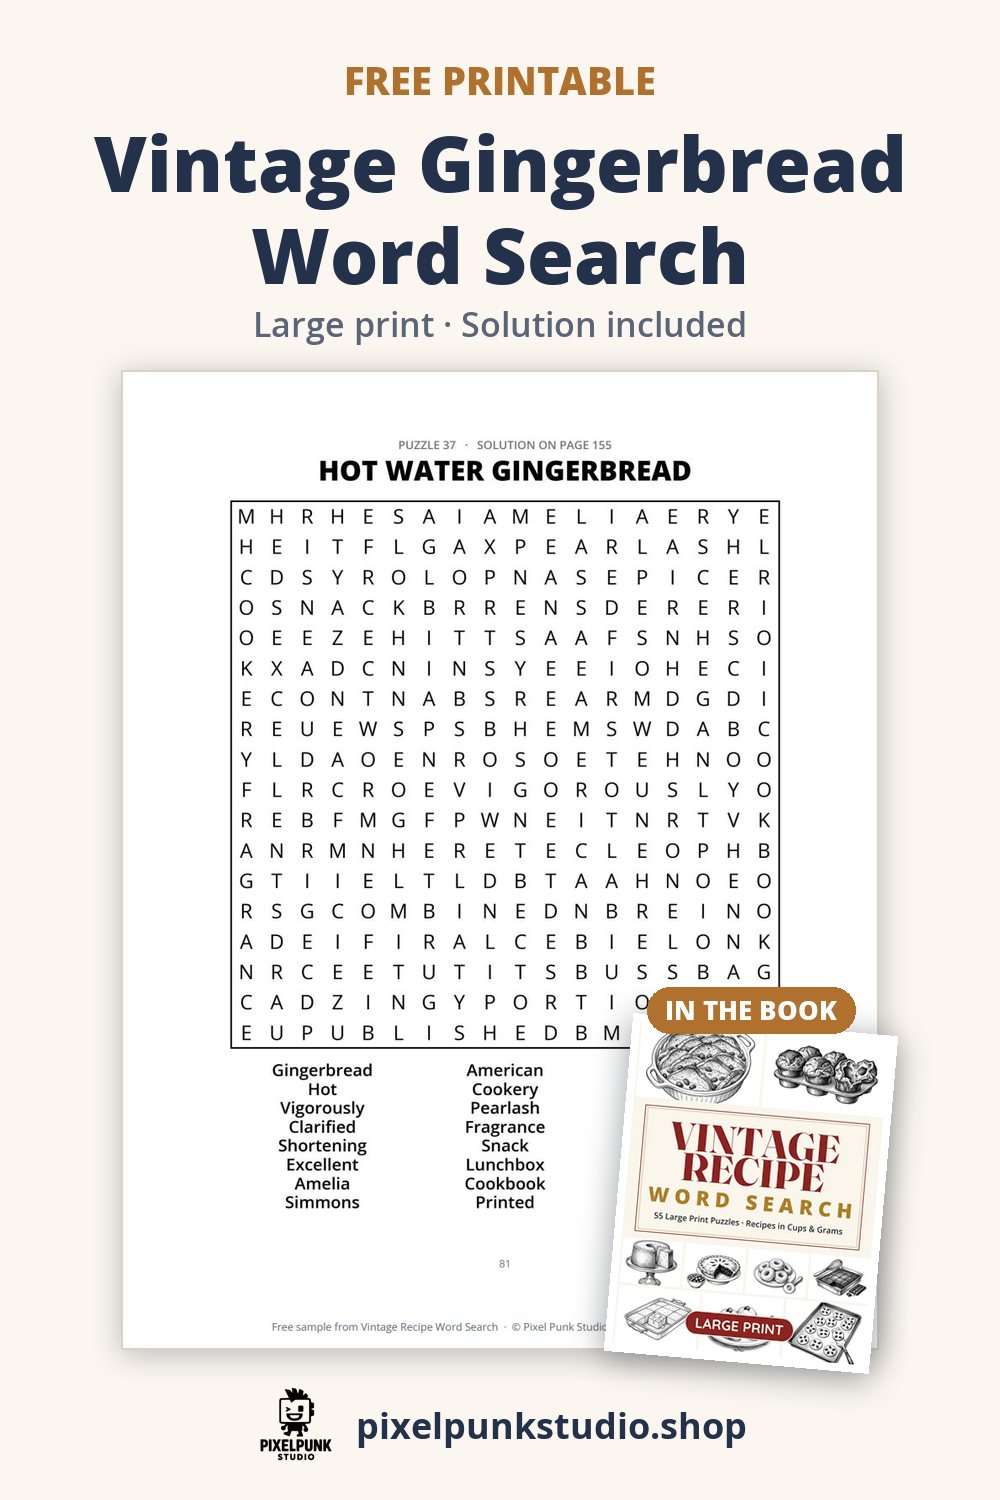 FREE PRINTABLE
Vintage Gingerbread
Word Search
Large print · Solution included
PUZZLE 37 · SOLUTION ON PAGE 155
HOT WATER GINGERBREAD
M H R H E S A I A M E L I A E R Y E
H E I T F L G A X P E A R L A S H L
C D S Y R O L O P N A S E P I C E R
O S N A C K B R R E N S D E R E R I
O E E Z E H I T T S A A F S N H S O
K X A D C N I N S Y E E I O H E C I
E C O N T N A B S R E A R M D G D I
R E U E W S P S B H E M S W D A B C
Y L D A O E N R O S O E T E H N O O
F L R C R O E V I G O R O U S L Y O
R E B F M G F P W N E I T N R T V K
A N R M N H E R E T E C L E O P H B
G T I I E L T L D B T A A H N O E O
R S G C O M B I N E D N B R E I N O
A D E I F I R A L C E B I E L O N K
N R C E E T U T I T S B U S S B A G
C A D Z I N G Y P O R T I O
E U P U B L I S H E D B M
IN THE BOOK
Gingerbread American
Hot Cookery
Vigorously Pearlash
Clarified Fragrance
Shortening Snack
Excellent Lunchbox
Amelia Cookbook
Simmons Printed
81
Free sample from Vintage Recipe Word Search · © Pixel Punk Studio
VINTAGE
RECIPE
WORD SEARCH
55 Large Print Puzzles · Recipes in Cups & Grams
LARGE PRINT
PIXELPUNK
STUDIO
pixelpunkstudio.shop